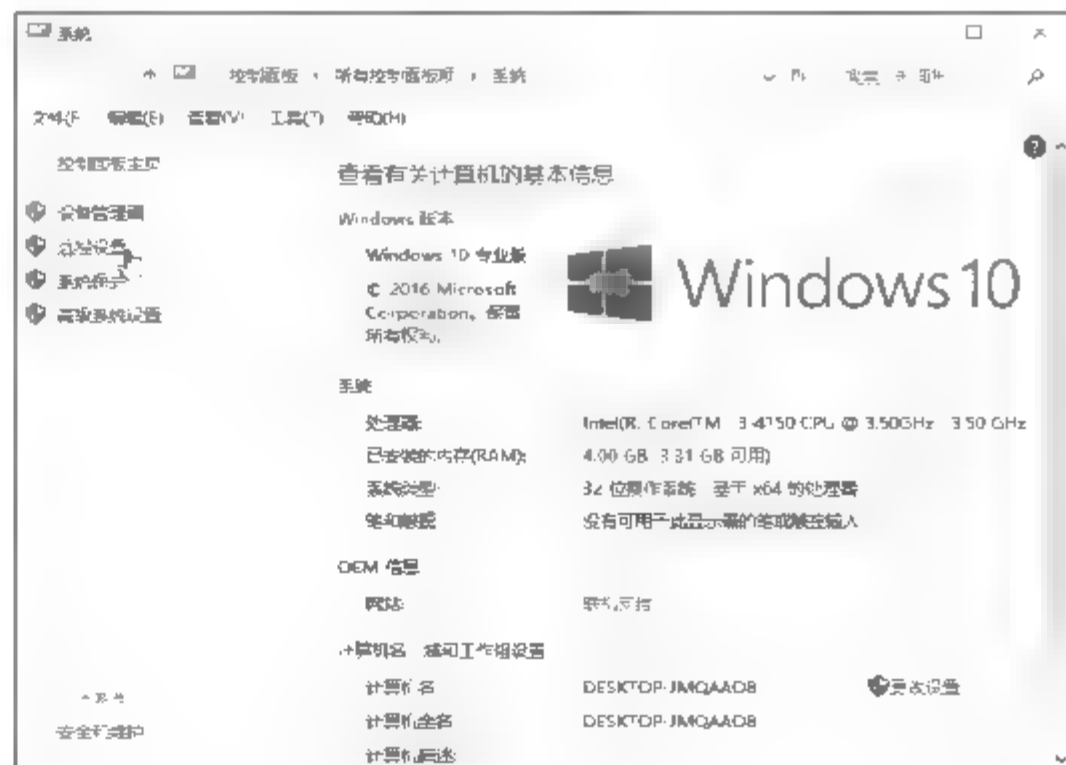 系统
控制面板 所有控制面板项 系统
文件(F 编辑(E) 查看(V) 工具(T) 帮助(H)
控制面板主页
设备管理器
远程设置
系统保护
高级系统设置
查看有关计算机的基本信息
Windows 版本
Windows 10 专业版
© 2016 Microsoft
Corporation。保留
所有权利。
Windows 10
系统
处理器: Intel(R) Core(TM) i3-4150 CPU @ 3.50GHz 3.50 GHz
已安装的内存(RAM): 4.00 GB (3.31 GB 可用)
系统类型: 32 位操作系统, 基于 x64 的处理器
笔和触摸: 没有可用于此显示器的笔或触控输入
OEM 信息
网站: 联机支持
计算机名、域和工作组设置
计算机名 DESKTOP-JMQAAO8 更改设置
计算机全名 DESKTOP-JMQAAO8
计算机描述:
安全和维护